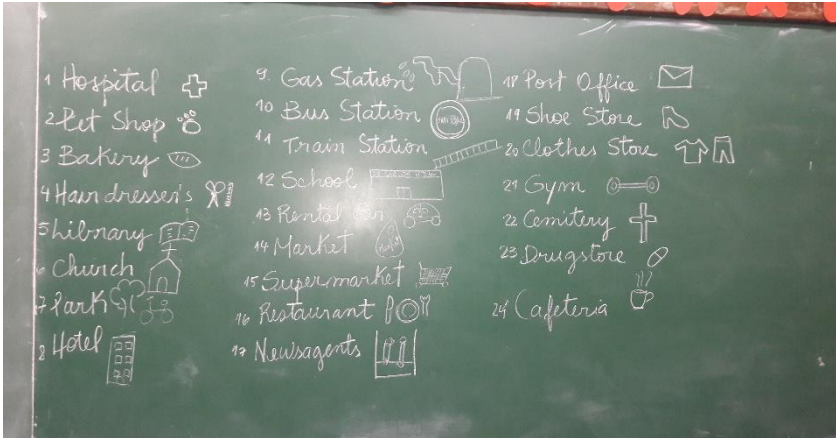 1 Hospital
2 Pet Shop
3 Bakery
4 Hairdresser's
5 Library
6 Church
7 Park
8 Hotel
9. Gas Station
10 Bus Station
11 Train Station
12 School
13 Rental Car
14 Market
15 Supermarket
16 Restaurant
17 Newsagents
18 Post Office
19 Shoe Store
20 Clothes Store
21 Gym
22 Cemitery
23 Drugstore
24 Cafeteria